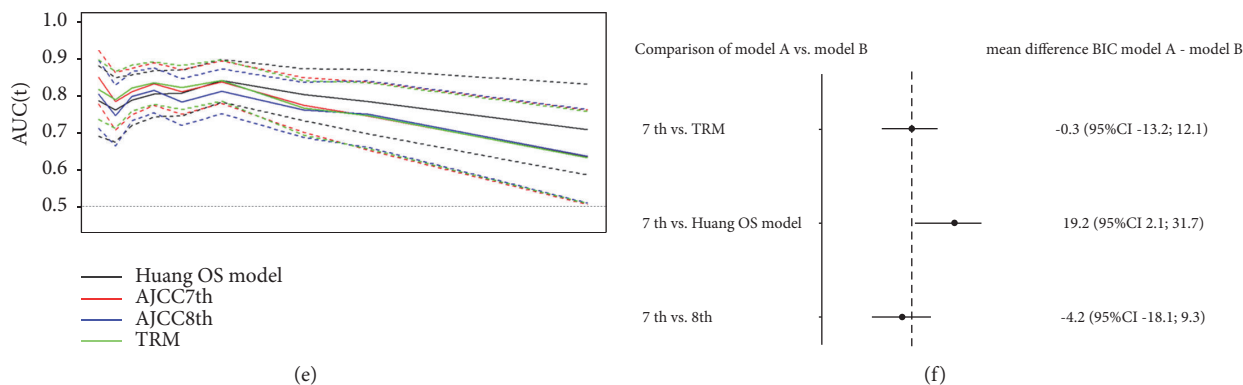 1.0
0.9
0.8
0.7
0.6
0.5
AUC(t)
Huang OS model
AJCC7th
AJCC8th
TRM
(e)
Comparison of model A vs. model B mean difference BIC model A - model B
7 th vs. TRM -0.3 (95%CI -13.2; 12.1)
7 th vs. Huang OS model 19.2 (95%CI 2.1; 31.7)
7 th vs. 8th -4.2 (95%CI -18.1; 9.3)
(f)